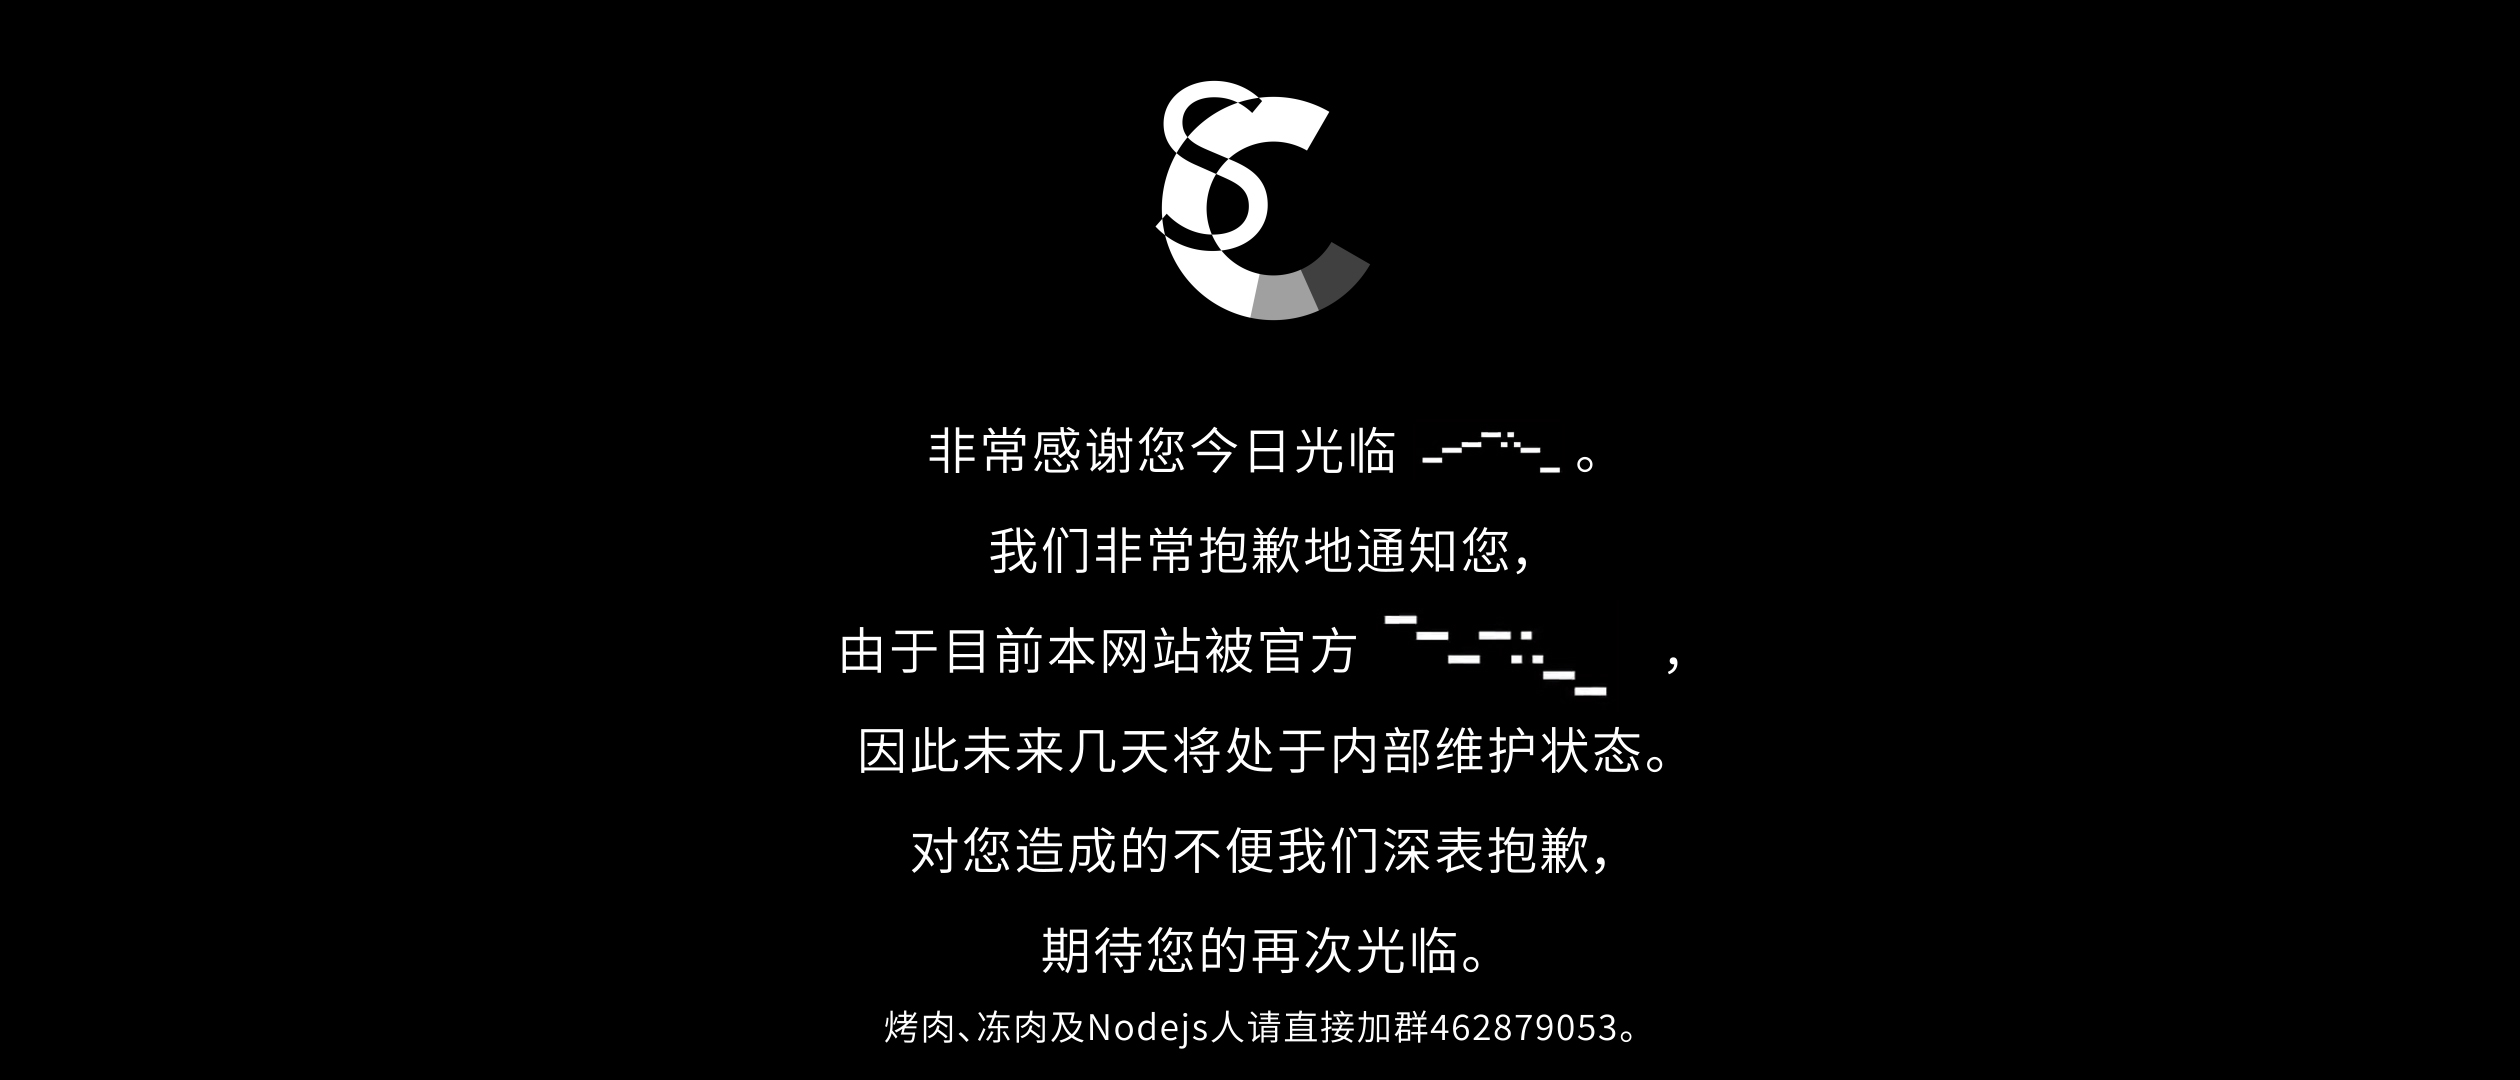 非常感谢您今日光临 。
我们非常抱歉地通知您，
由于目前本网站被官方 ，
因此未来几天将处于内部维护状态。
对您造成的不便我们深表抱歉，
期待您的再次光临。
烤肉、冻肉及Nodejs人请直接加群462879053。